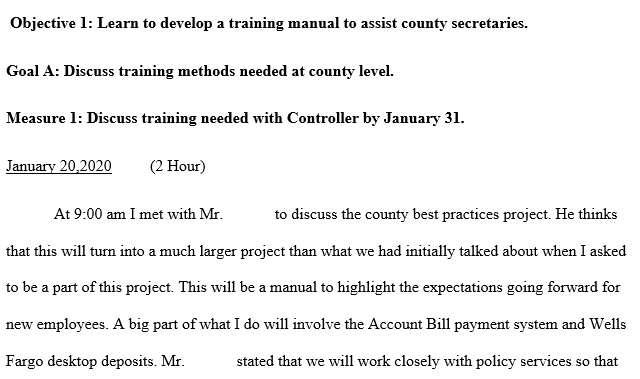 Objective 1: Learn to develop a training manual to assist county secretaries.
Goal A: Discuss training methods needed at county level.
Measure 1: Discuss training needed with Controller by January 31.
January 20,2020 (2 Hour)
At 9:00 am I met with Mr. to discuss the county best practices project. He thinks
that this will turn into a much larger project than what we had initially talked about when I asked
to be a part of this project. This will be a manual to highlight the expectations going forward for
new employees. A big part of what I do will involve the Account Bill payment system and Wells
Fargo desktop deposits. Mr. stated that we will work closely with policy services so that